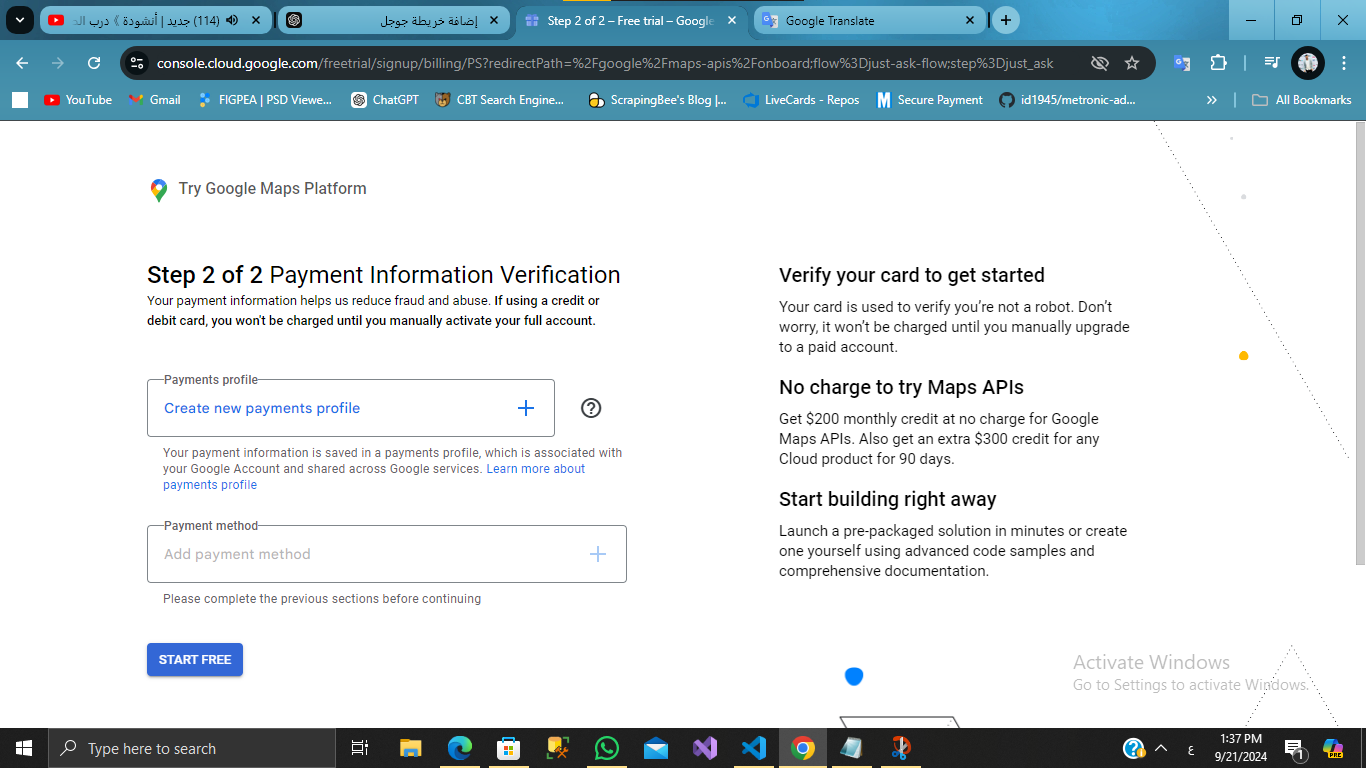 (114) جديد | أنشودة 》 درب الـ
إضافة خريطة جوجل
Step 2 of 2 – Free trial – Google
Google Translate
console.cloud.google.com/freetrial/signup/billing/PS?redirectPath=%2Fgoogle%2Fmaps-apis%2Fonboard;flow%3Djust-ask-flow;step%3Djust_ask
YouTube
Gmail
FIGPEA | PSD Viewe...
ChatGPT
CBT Search Engine...
ScrapingBee's Blog |...
LiveCards - Repos
Secure Payment
id1945/metronic-ad...
»
All Bookmarks
Try Google Maps Platform
Step 2 of 2 Payment Information Verification
Your payment information helps us reduce fraud and abuse. If using a credit or
debit card, you won't be charged until you manually activate your full account.
Payments profile
Create new payments profile
Your payment information is saved in a payments profile, which is associated with
your Google Account and shared across Google services. Learn more about
payments profile
Payment method
Add payment method
Please complete the previous sections before continuing
START FREE
Verify your card to get started
Your card is used to verify you're not a robot. Don't
worry, it won't be charged until you manually upgrade
to a paid account.
No charge to try Maps APIs
Get $200 monthly credit at no charge for Google
Maps APIs. Also get an extra $300 credit for any
Cloud product for 90 days.
Start building right away
Launch a pre-packaged solution in minutes or create
one yourself using advanced code samples and
comprehensive documentation.
Activate Windows
Go to Settings to activate Windows.
Type here to search
ع
1:37 PM
9/21/2024
1
PRE